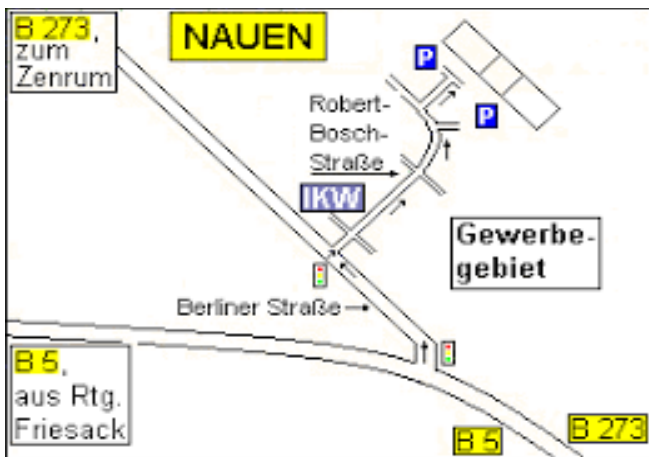 B 273,
zum
Zenrum
NAUEN
P
P
Robert-
Bosch-
Straße
IKW
Gewerbe-
gebiet
Berliner Straße
B 5,
aus Rtg.
Friesack
B 5
B 273